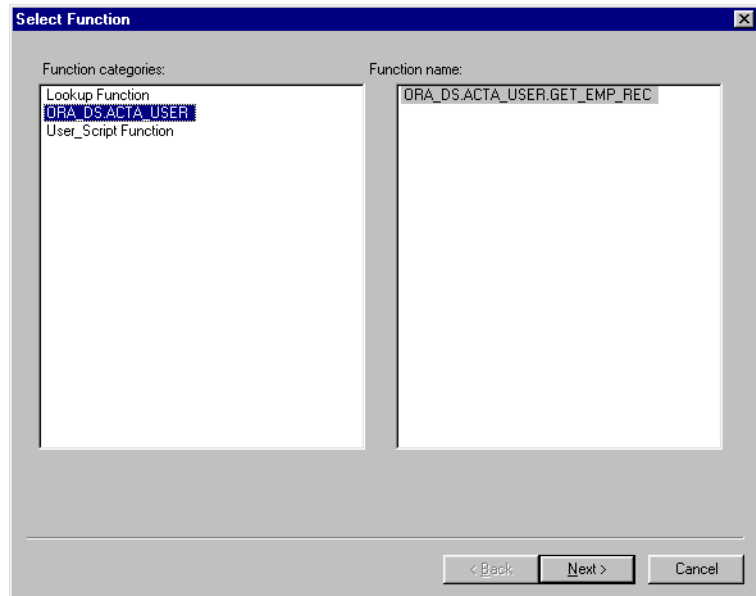 Select Function
Function categories:
Function name:
Lookup Function
ORA_DS.ACTA_USER
User_Script Function
ORA_DS.ACTA_USER.GET_EMP_REC
< Back
Next >
Cancel